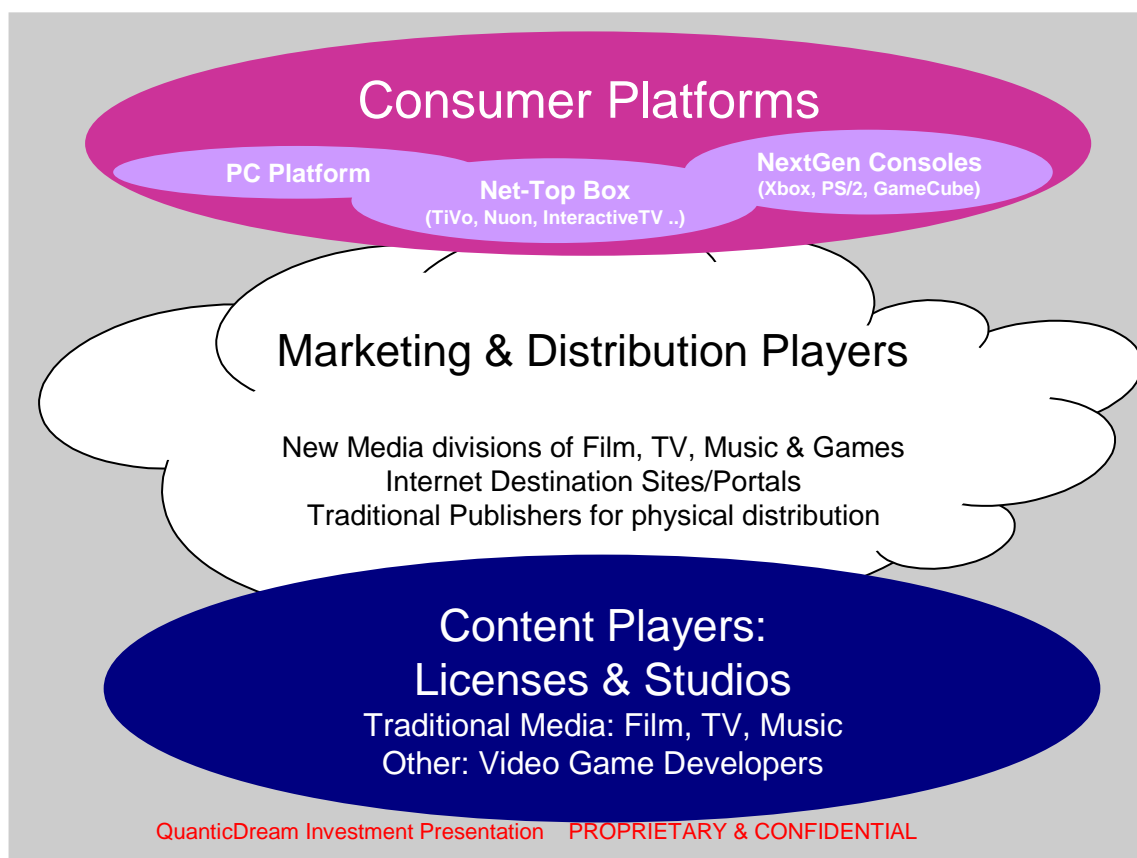 Consumer Platforms
PC Platform
Net-Top Box
(TiVo, Nuon, InteractiveTV ..)
NextGen Consoles
(Xbox, PS/2, GameCube)
Marketing & Distribution Players
New Media divisions of Film, TV, Music & Games
Internet Destination Sites/Portals
Traditional Publishers for physical distribution
Content Players:
Licenses & Studios
Traditional Media: Film, TV, Music
Other: Video Game Developers
QuanticDream Investment Presentation PROPRIETARY & CONFIDENTIAL